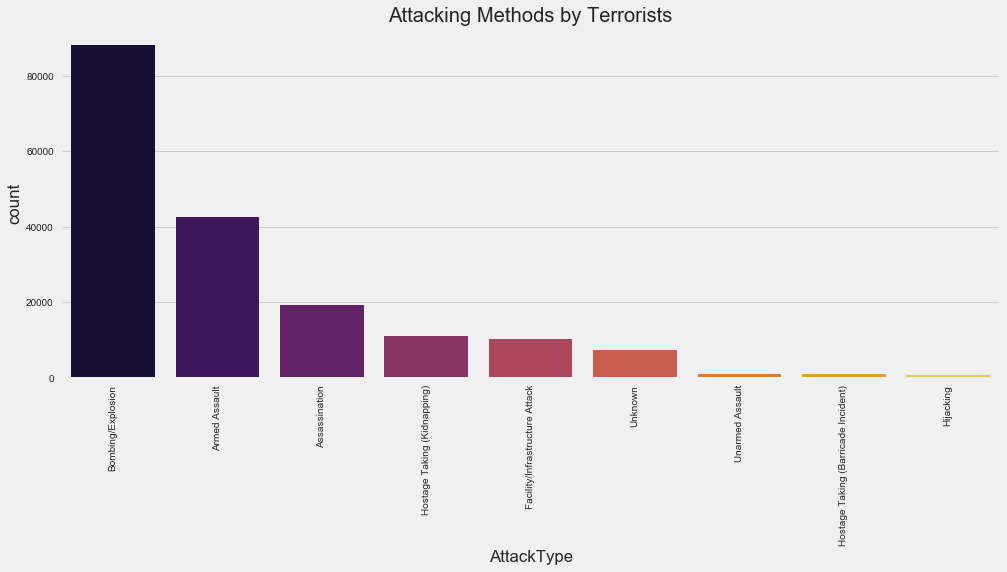 Attacking Methods by Terrorists
count
80000
60000
40000
20000
0
Bombing/Explosion
Armed Assault
Assassination
Hostage Taking (Kidnapping)
Facility/Infrastructure Attack
Unknown
Unarmed Assault
Hostage Taking (Barricade Incident)
Hijacking
AttackType